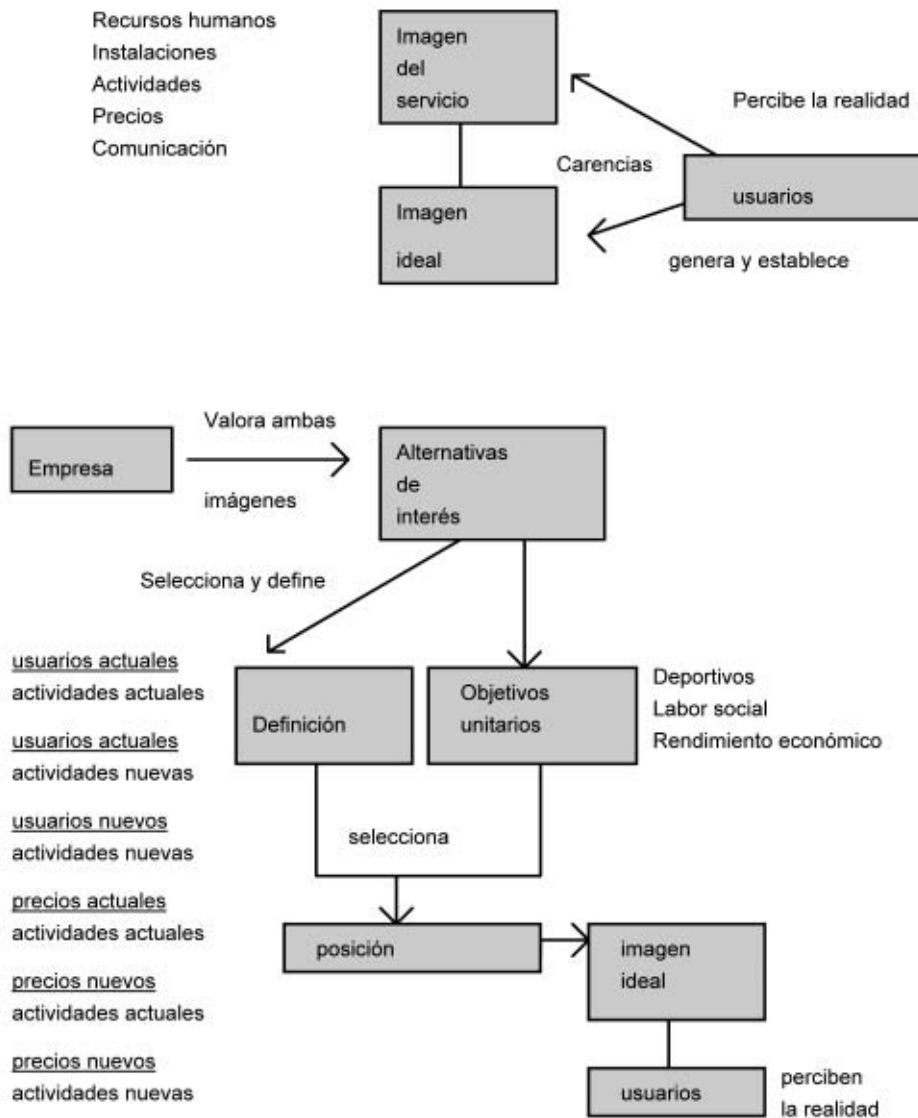 Recursos humanos
Instalaciones
Actividades
Precios
Comunicación
Imagen
del
servicio
Percibe la realidad
Carencias
usuarios
Imagen
ideal
genera y establece
Valora ambas
Empresa
imágenes
Alternativas
de
interés
Selecciona y define
usuarios actuales
actividades actuales
usuarios actuales
actividades nuevas
usuarios nuevos
actividades nuevas
precios actuales
actividades actuales
precios nuevos
actividades actuales
precios nuevos
actividades nuevas
Definición
Objetivos
unitarios
Deportivos
Labor social
Rendimiento económico
selecciona
posición
imagen
ideal
usuarios
perciben
la realidad